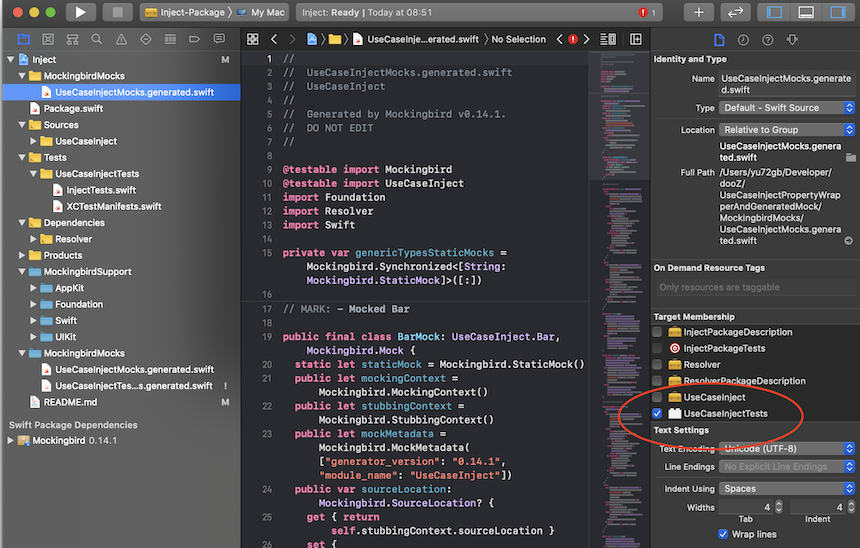 Inject-Package 〉 My Mac
Inject: Ready | Today at 08:51
1
Inject
M
MockingbirdMocks
UseCaseInjectMocks.generated.swift
Package.swift
Sources
UseCaseInject
Tests
UseCaseInjectTests
InjectTests.swift
XCTestManifests.swift
Dependencies
Resolver
Products
MockingbirdSupport
AppKit
Foundation
Swift
UIKit
MockingbirdMocks
UseCaseInjectMocks.generated.swift
UseCaseInjectTes...s.generated.swift !
README.md
M
Swift Package Dependencies
Mockingbird 0.14.1
UseCaseInje...erated.swift 〉 No Selection
1 //
2 // UseCaseInjectMocks.generated.swift
3 // UseCaseInject
4 //
5 // Generated by Mockingbird v0.14.1.
6 // DO NOT EDIT
7 //
8
9 @testable import Mockingbird
10 @testable import UseCaseInject
11 import Foundation
12 import Resolver
13 import Swift
14
15 private var genericTypesStaticMocks =
Mockingbird.Synchronized<[String:
Mockingbird.StaticMock]>([:])
16
17 // MARK: - Mocked Bar
18
19 public final class BarMock: UseCaseInject.Bar,
Mockingbird.Mock {
20 static let staticMock = Mockingbird.StaticMock()
21 public let mockingContext =
Mockingbird.MockingContext()
22 public let stubbingContext =
Mockingbird.StubbingContext()
23 public let mockMetadata =
Mockingbird.MockMetadata(
["generator_version": "0.14.1",
"module_name": "UseCaseInject"])
24 public var sourceLocation:
Mockingbird.SourceLocation? {
25 get { return
self.stubbingContext.sourceLocation }
26 set {
Identity and Type
Name UseCaseInjectMocks.generate
d.swift
Type Default - Swift Source
Location Relative to Group
UseCaseInjectMocks.genera
ted.swift
Full Path /Users/yu72gb/Developer/
dooZ/
UseCaseInjectPropertyWrap
perAndGeneratedMock/
MockingbirdMocks/
UseCaseInjectMocks.genera
ted.swift
On Demand Resource Tags
Only resources are taggable
Target Membership
InjectPackageDescription
InjectPackageTests
Resolver
ResolverPackageDescription
UseCaseInject
UseCaseInjectTests
Text Settings
Text Encoding Unicode (UTF-8)
Line Endings No Explicit Line Endings
Indent Using Spaces
Widths 4 4
Tab Indent
Wrap lines